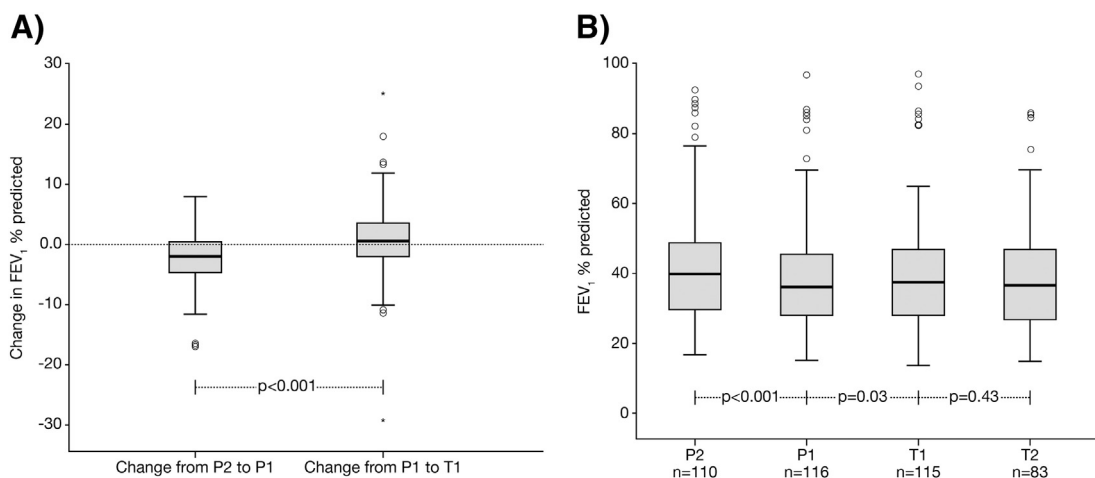 A)
30
20
10
0.0
-10
-20
-30
Change in FEV1 % predicted
p<0.001
Change from P2 to P1
Change from P1 to T1
B)
100
80
60
40
20
0
FEV1 % predicted
p<0.001
p=0.03
p=0.43
P2
n=110
P1
n=116
T1
n=115
T2
n=83